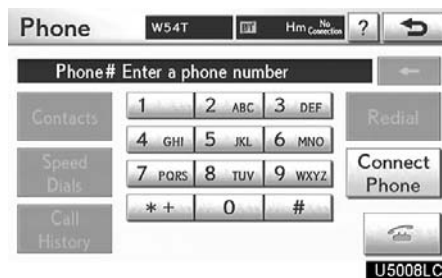 Phone W54T BT Hm No Connection ?
Phone# Enter a phone number
Contacts 1 2 ABC 3 DEF Redial
4 GHI 5 JKL 6 MNO
Speed Dials 7 PQRS 8 TUV 9 WXYZ Connect Phone
Call History *+ 0 #
U5008LC